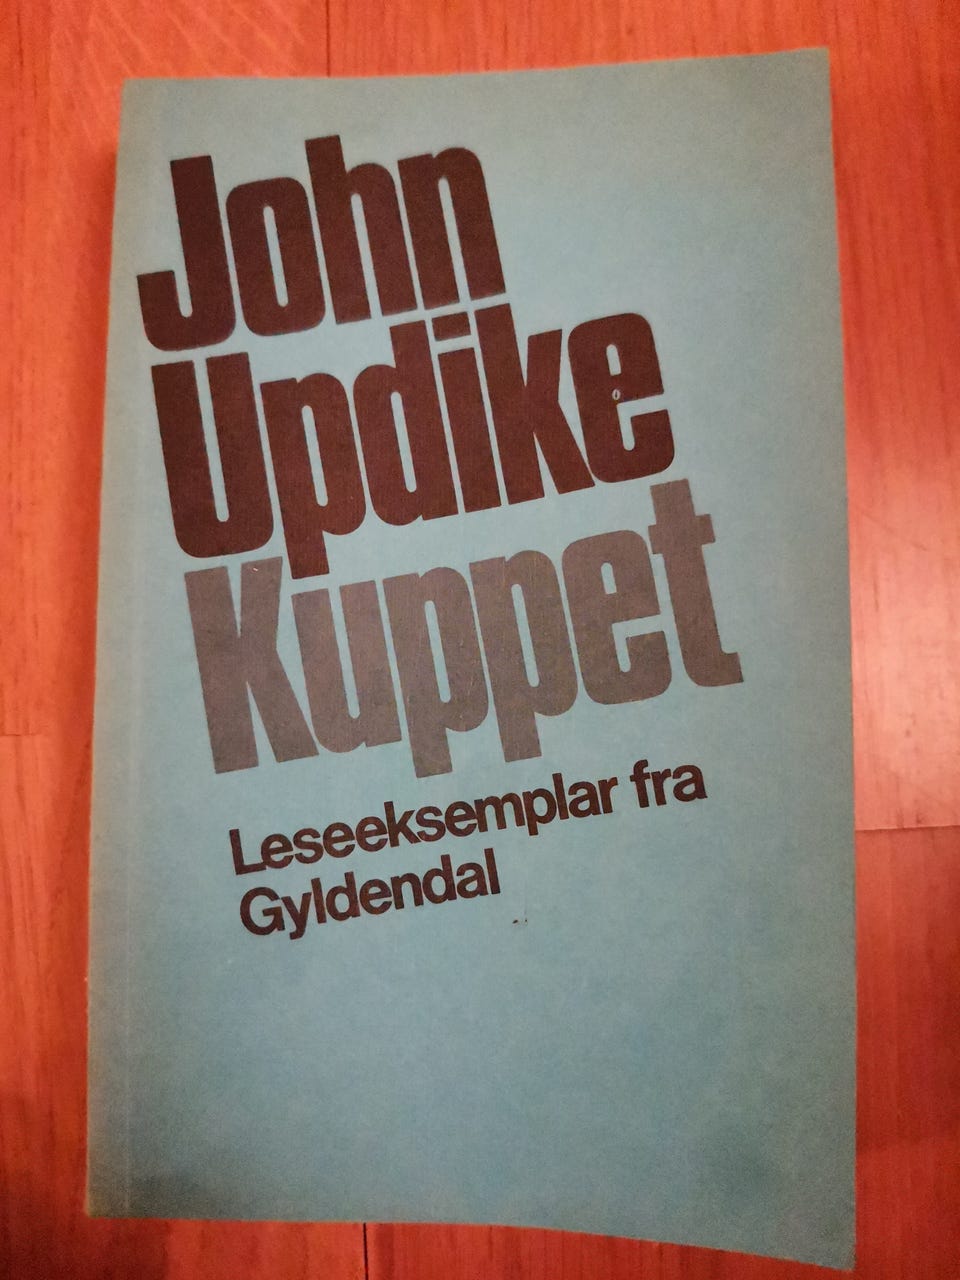 John
Updike
Kuppet
Leseeksemplar fra
Gyldendal